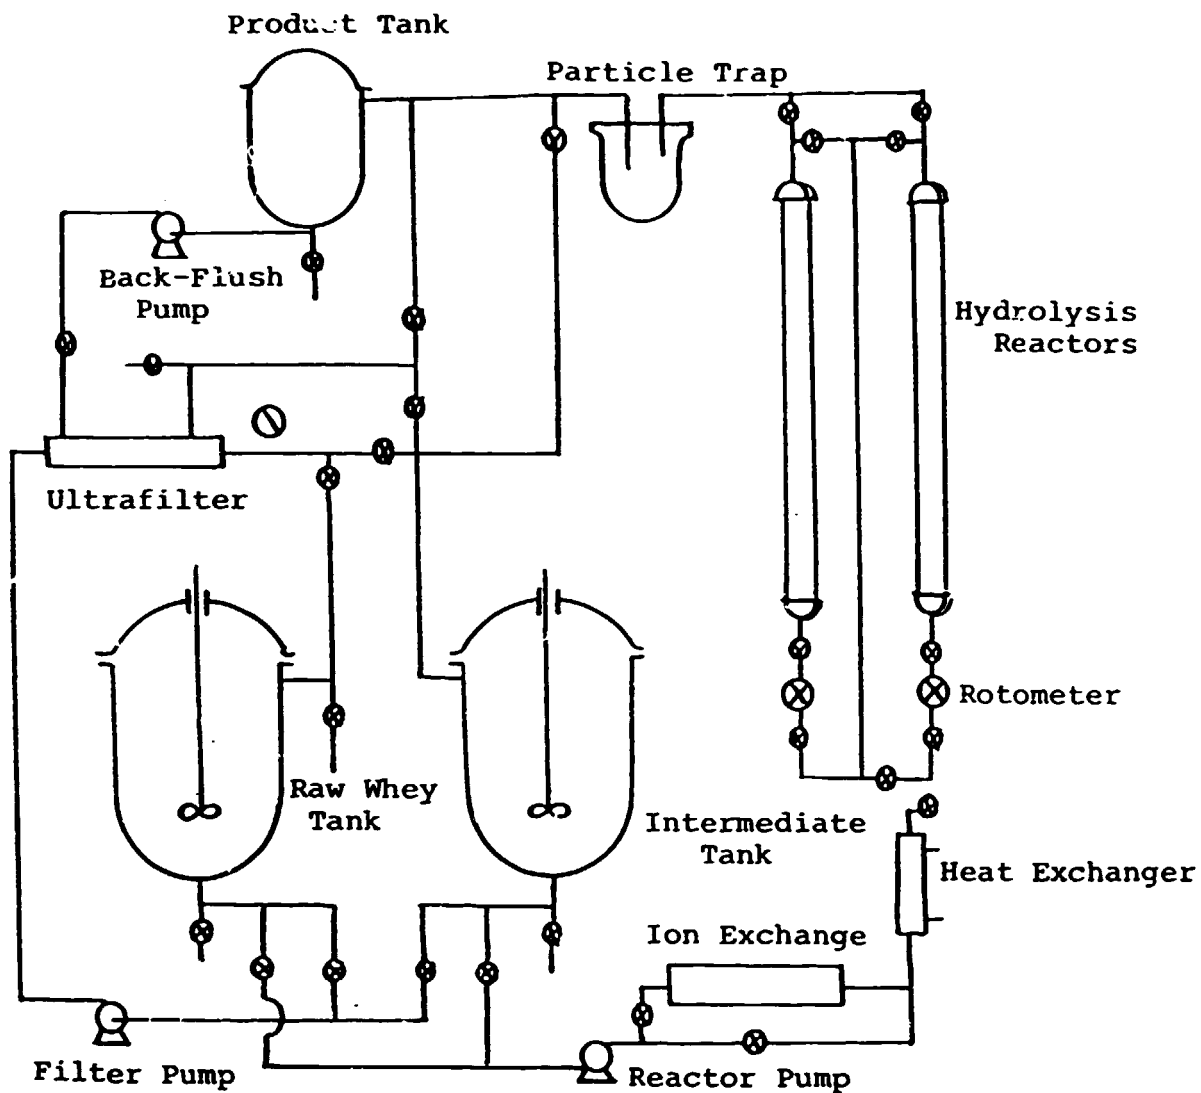 Product Tank
Particle Trap
Back-Flush
Pump
Hydrolysis
Reactors
Ultrafilter
Rotometer
Raw Whey
Tank
Intermediate
Tank
Heat Exchanger
Ion Exchange
Filter Pump
Reactor Pump